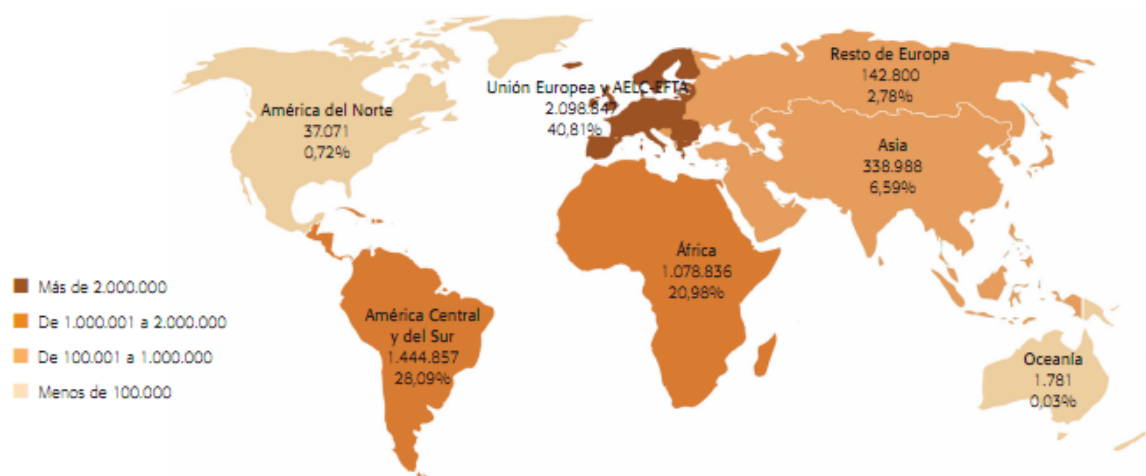 América del Norte
37.071
0,72%
Unión Europea y AELC-EFTA
2.098.847
40,81%
Resto de Europa
142.800
2,78%
Asia
338.988
6,59%
África
1.078.836
20,98%
América Central
y del Sur
1.444.857
28,09%
Oceanía
1.781
0,03%
Más de 2.000.000
De 1.000.001 a 2.000.000
De 100.001 a 1.000.000
Menos de 100.000